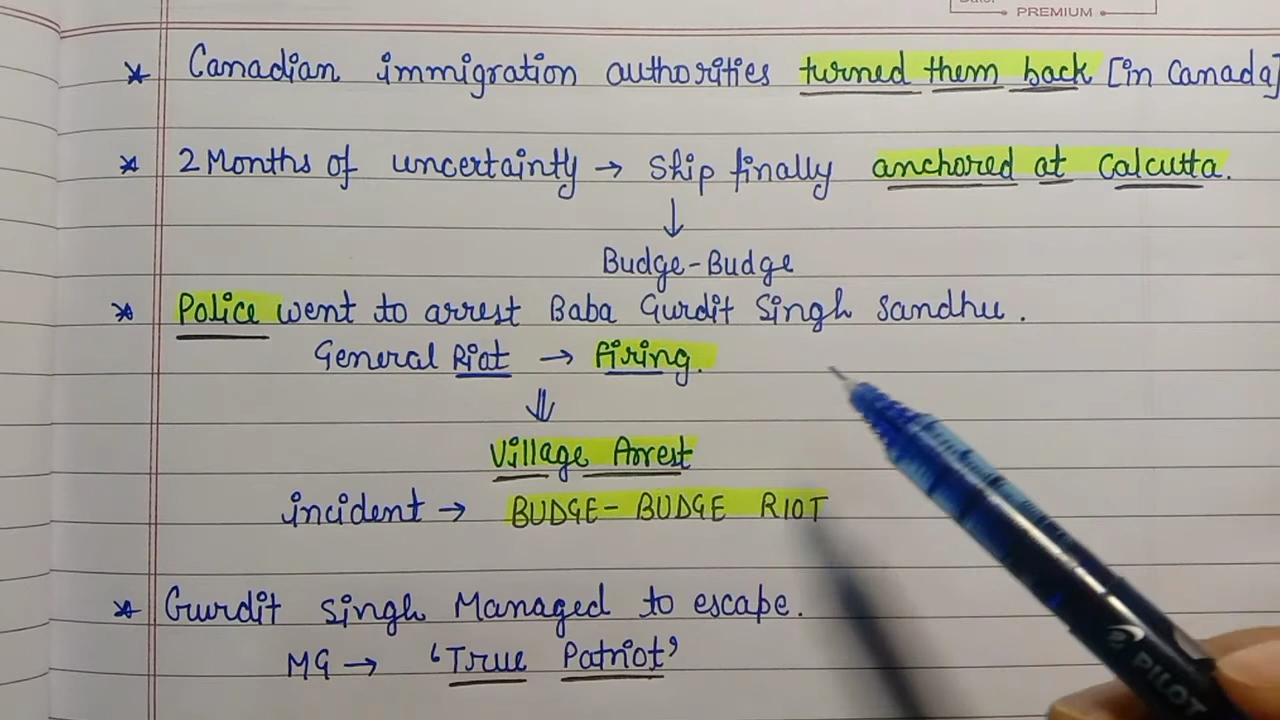 PREMIUM
* Canadian immigration authorities turned them back [in Canada]
* 2 Months of uncertainty → Ship finally anchored at Calcutta.
↓
Budge-Budge
* Police went to arrest Baba Gurdit Singh Sandhu.
General Riot → firing.
⇓
Village Arrest
incident → BUDGE-BUDGE RIOT
* Gurdit Singh Managed to escape.
MG → ‘True Patriot’
PILOT